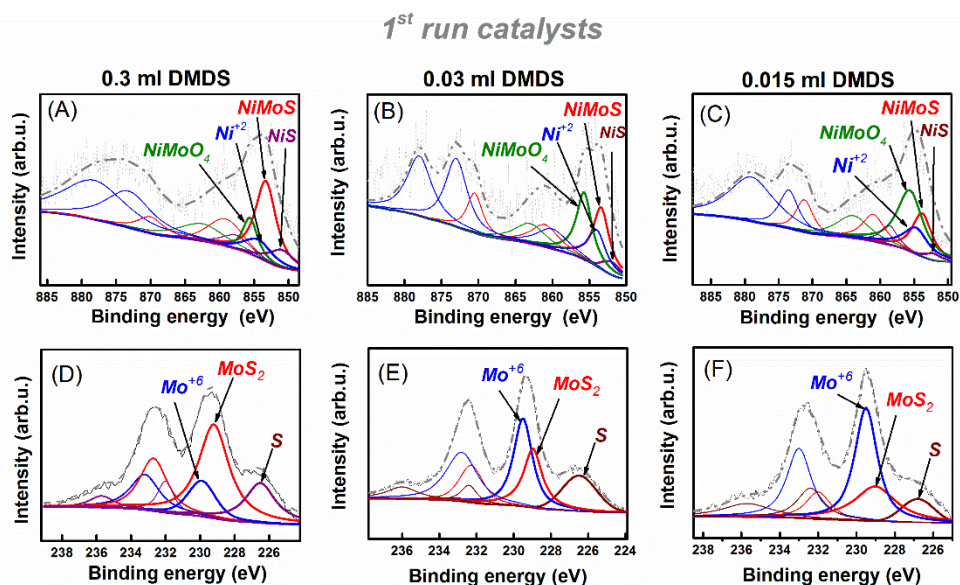 1st run catalysts
0.3 ml DMDS
0.03 ml DMDS
0.015 ml DMDS
(A)
NiMoS
Ni+2
NiS
NiMoO4
Intensity (arb.u.)
885 880 875 870 865 860 855 850
Binding energy (eV)
(B)
NiMoS
Ni+2
NiS
NiMoO4
Intensity (arb.u.)
885 880 875 870 865 860 855 850
Binding energy (eV)
(C)
NiMoS
NiMoO4
NiS
Ni+2
Intensity (arb.u.)
885 880 875 870 865 860 855 850
Binding energy (eV)
(D)
Mo+6
MoS2
S
Intensity (arb.u.)
238 236 234 232 230 228 226
Binding energy (eV)
(E)
Mo+6
MoS2
S
Intensity (arb.u.)
236 234 232 230 228 226 224
Binding energy (eV)
(F)
Mo+6
MoS2
S
Intensity (arb.u.)
238 236 234 232 230 228 226
Binding energy (eV)